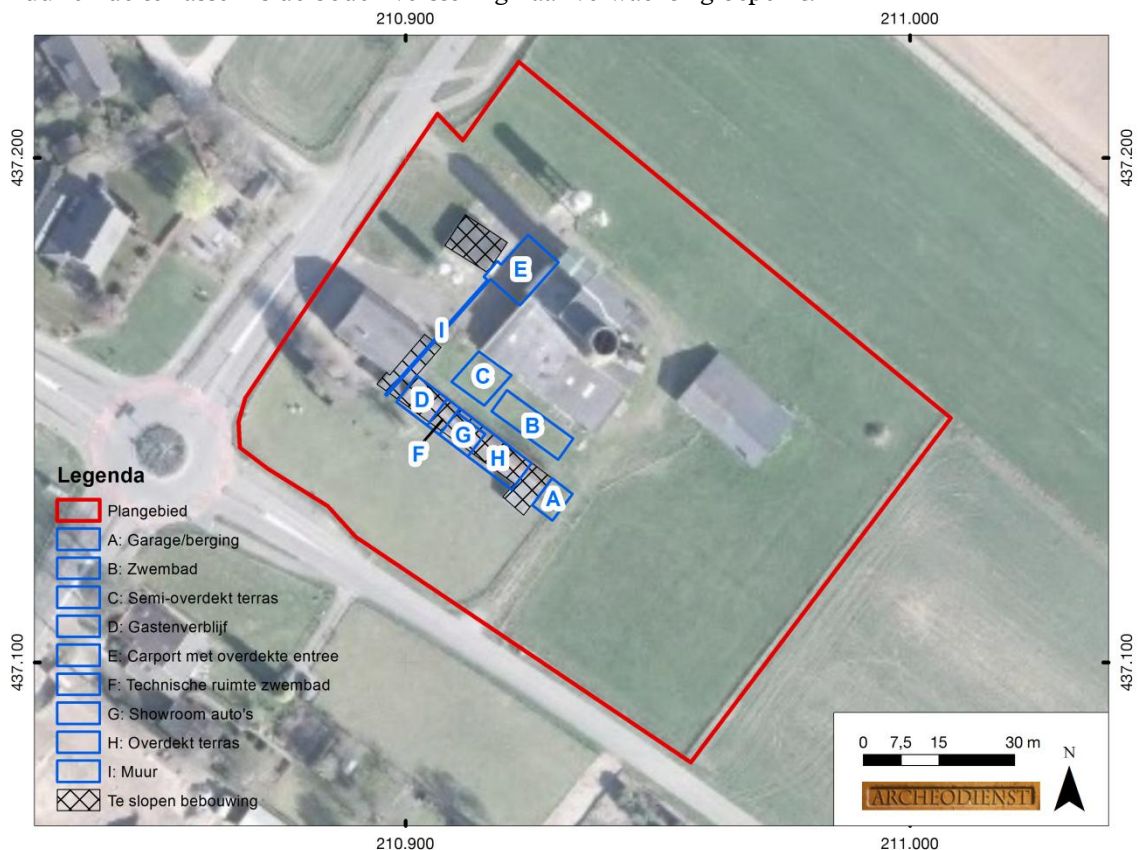 210.900 211.000
437.200 437.200
E
I
C
D
B
G
F
H
A
Legenda
Plangebied
A: Garage/berging
B: Zwembad
C: Semi-overdekt terras
D: Gastenverblijf
E: Carport met overdekte entree
F: Technische ruimte zwembad
G: Showroom auto's
H: Overdekt terras
I: Muur
Te slopen bebouwing
437.100 437.100
0 7,5 15 30 m
N
ARCHEODIENST
210.900 211.000